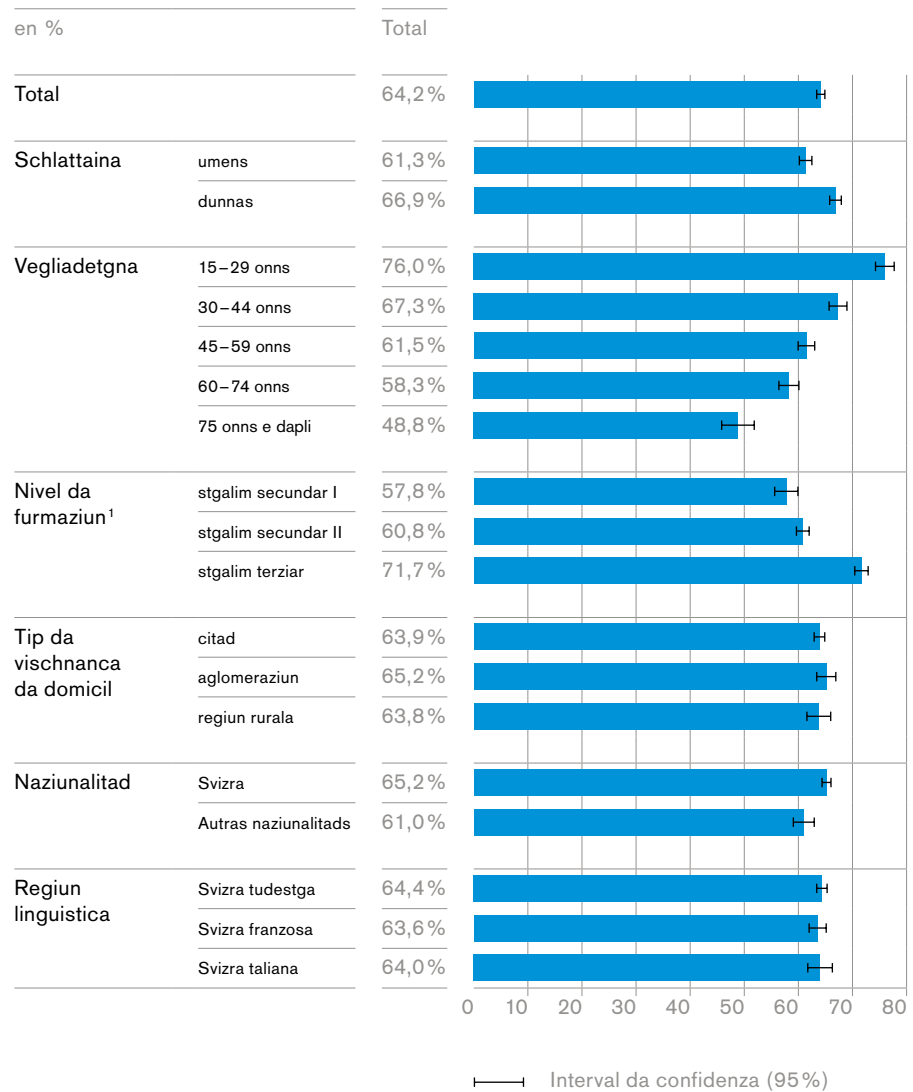 en % Total
Total 64,2 %
Schlattaina umens 61,3 %
dunnas 66,9 %
Vegliadetgna 15–29 onns 76,0 %
30–44 onns 67,3 %
45–59 onns 61,5 %
60–74 onns 58,3 %
75 onns e dapli 48,8 %
Nivel da
furmaziun¹
stgalim secundar I 57,8 %
stgalim secundar II 60,8 %
stgalim terziar 71,7 %
Tip da
vischnanca
da domicil
citad 63,9 %
aglomeraziun 65,2 %
regiun rurala 63,8 %
Naziunalitad Svizra 65,2 %
Autras naziunalitads 61,0 %
Regiun
linguistica
Svizra tudestga 64,4 %
Svizra franzosa 63,6 %
Svizra taliana 64,0 %
0 10 20 30 40 50 60 70 80
Interval da confidenza (95 %)